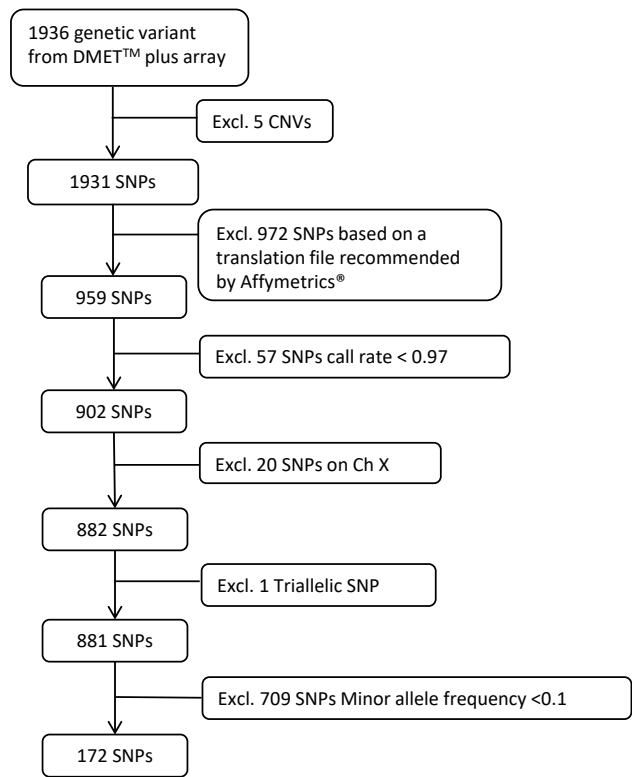 1936 genetic variant
from DMET™ plus array
Excl. 5 CNVs
1931 SNPs
Excl. 972 SNPs based on a
translation file recommended
by Affymetrics®
959 SNPs
Excl. 57 SNPs call rate < 0.97
902 SNPs
Excl. 20 SNPs on Ch X
882 SNPs
Excl. 1 Triallelic SNP
881 SNPs
Excl. 709 SNPs Minor allele frequency <0.1
172 SNPs